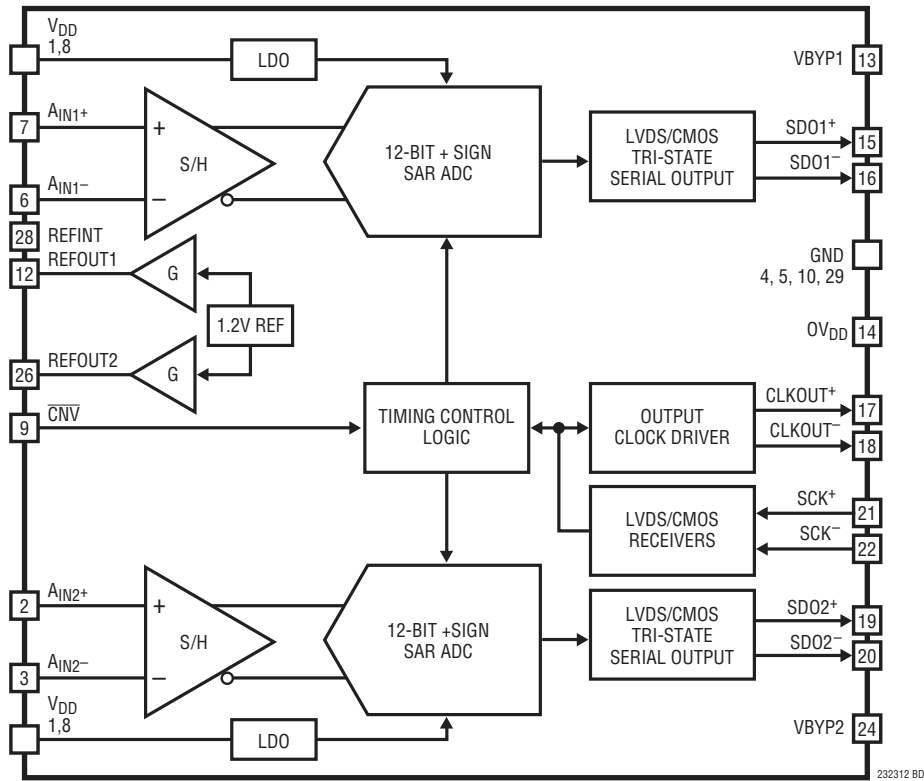 VDD
1,8
LDO
VBYP1
13
7
AIN1+
+
S/H
–
6
AIN1–
12-BIT + SIGN
SAR ADC
LVDS/CMOS
TRI-STATE
SERIAL OUTPUT
SDO1+
15
SDO1–
16
28
REFINT
12
REFOUT1
G
1.2V REF
GND
4, 5, 10, 29
OVDD
14
26
REFOUT2
G
9
CNV
TIMING CONTROL
LOGIC
OUTPUT
CLOCK DRIVER
CLKOUT+
17
CLKOUT–
18
LVDS/CMOS
RECEIVERS
SCK+
21
SCK–
22
2
AIN2+
+
S/H
–
3
AIN2–
12-BIT +SIGN
SAR ADC
LVDS/CMOS
TRI-STATE
SERIAL OUTPUT
SDO2+
19
SDO2–
20
VDD
1,8
LDO
VBYP2
24
232312 BD